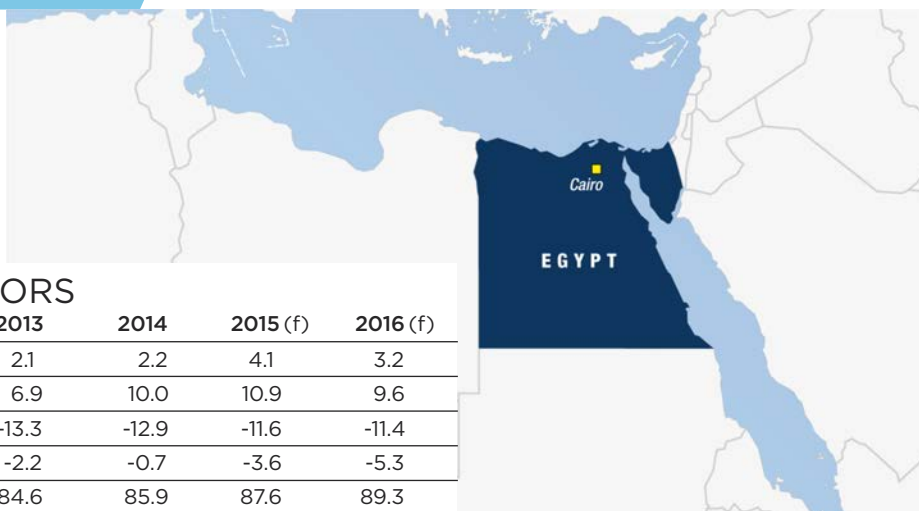 Cairo
EGYPT
ORS
2013 2014 2015 (f) 2016 (f)
2.1 2.2 4.1 3.2
6.9 10.0 10.9 9.6
-13.3 -12.9 -11.6 -11.4
-2.2 -0.7 -3.6 -5.3
84.6 85.9 87.6 89.3